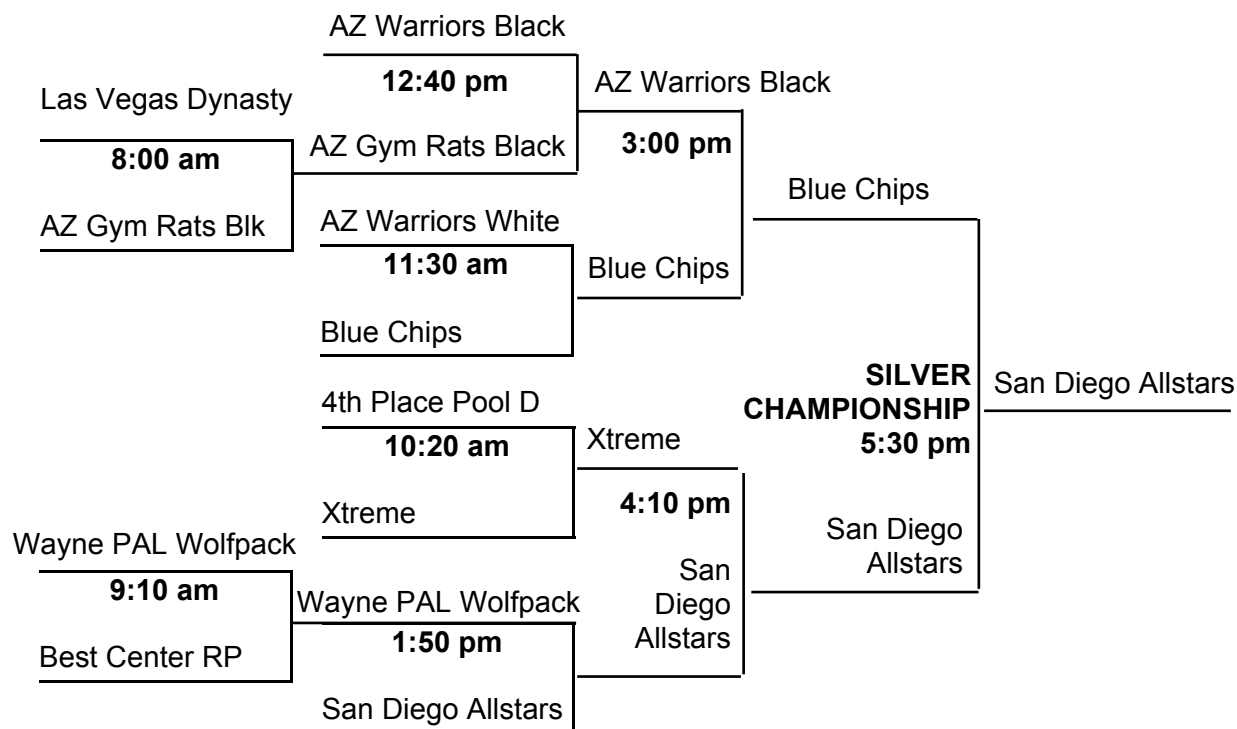 AZ Warriors Black
12:40 pm
AZ Warriors Black
Las Vegas Dynasty
8:00 am
AZ Gym Rats Black
3:00 pm
Blue Chips
AZ Gym Rats Blk
AZ Warriors White
11:30 am
Blue Chips
Blue Chips
SILVER
CHAMPIONSHIP
5:30 pm
San Diego Allstars
4th Place Pool D
10:20 am
Xtreme
Xtreme
4:10 pm
San Diego
Allstars
Wayne PAL Wolfpack
9:10 am
San
Diego
Allstars
Wayne PAL Wolfpack
1:50 pm
Best Center RP
San Diego Allstars